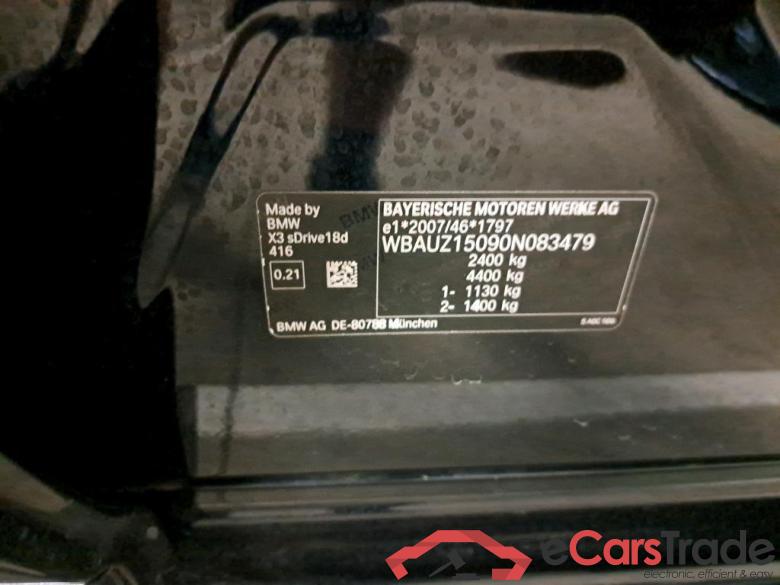 Made by
BMW
X3 sDrive18d
416
0.21
BAYERISCHE MOTOREN WERKE AG
e1*2007/46*1797
WBAUZ15090N083479
2400 kg
4400 kg
1- 1130 kg
2- 1400 kg
BMW AG DE-80788 München
eCarsTrade
electronic, efficient & easy